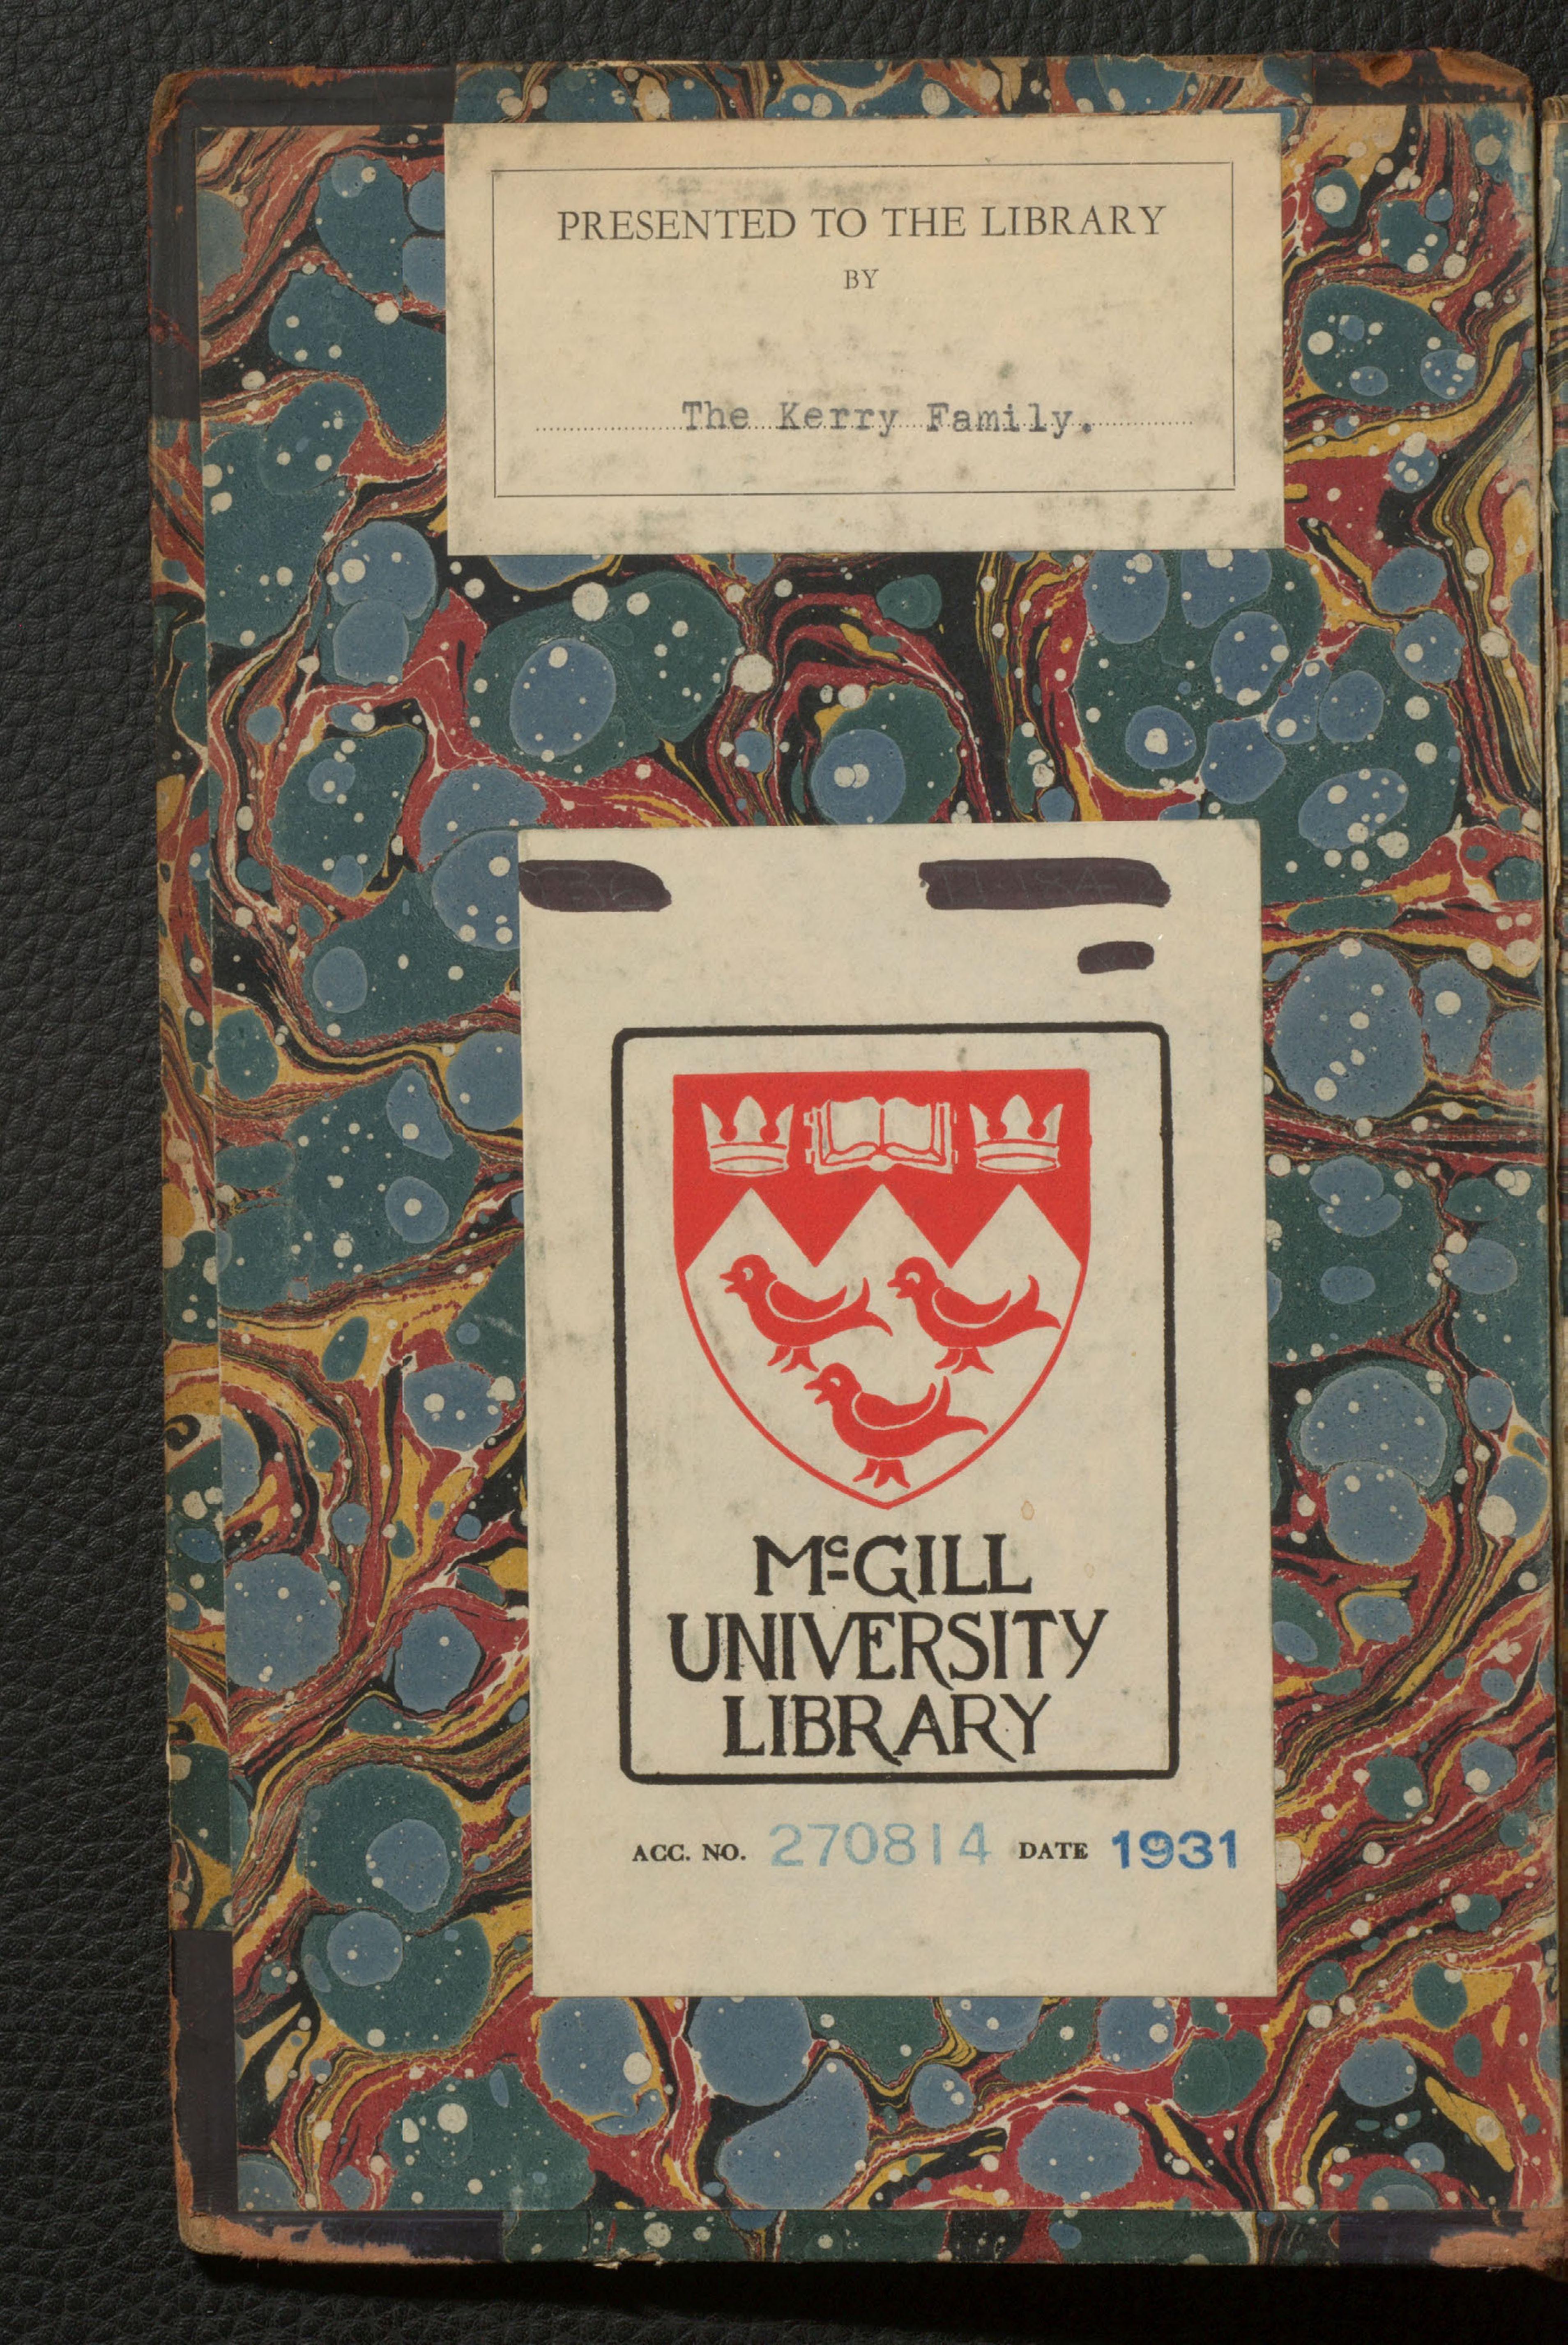 PRESENTED TO THE LIBRARY
BY
The Kerry Family.
McGILL
UNIVERSITY
LIBRARY
ACC. NO. 270814 DATE 1931